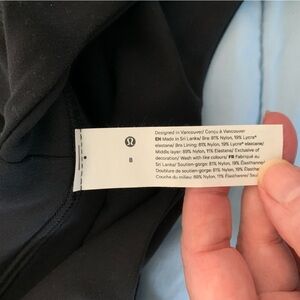 8
Designed in Vancouver/ Conçu à Vancouver
EN Made in Sri Lanka/ Bra: 81% Nylon, 19% Lycra®
elastane/ Bra Lining: 81% Nylon, 19% Lycra® elastane/
Middle layer: 89% Nylon, 11% Elastane/ Exclusive of
decoration/ Wash with like colours/ FR Fabriqué au
Sri Lanka/ Soutien-gorge: 81% Nylon, 19% Élasthanne/
Doublure de soutien-gorge: 81% Nylon, 19%
Couche du milieu: 89% Nylon, 11% Élasthanne/